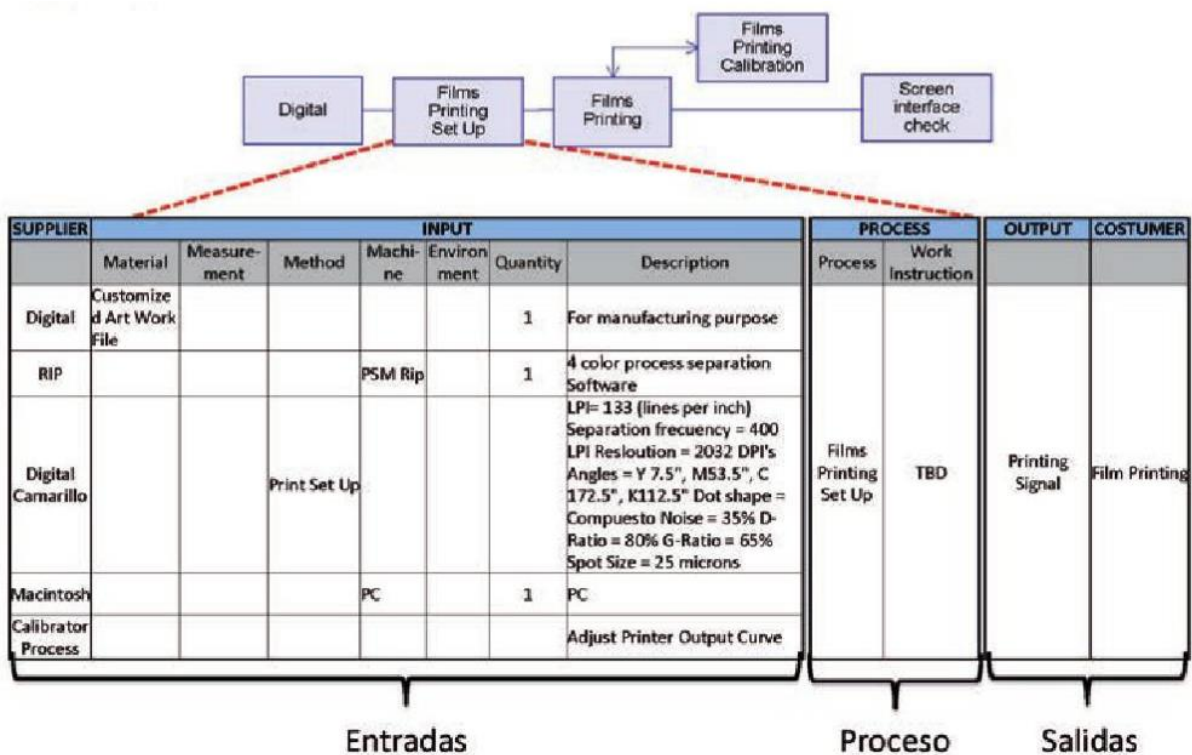 Films
Printing
Calibration
Digital
Films
Printing
Set Up
Films
Printing
Screen
interface
check
SUPPLIER
INPUT
PROCESS
OUTPUT
COSTUMER
Material
Measure-
ment
Method
Machi-
ne
Environ
ment
Quantity
Description
Process
Work
Instruction
Digital
Customize
d Art Work
File
1
For manufacturing purpose
RIP
PSM Rip
1
4 color process separation
Software
Digital
Camarillo
Print Set Up
LPI= 133 (lines per inch)
Separation frecuency = 400
LPI Resloution = 2032 DPI's
Angles = Y 7.5", M53.5", C
172.5", K112.5" Dot shape =
Compuesto Noise = 35% D-
Ratio = 80% G-Ratio = 65%
Spot Size = 25 microns
Macintosh
PC
1
PC
Calibrator
Process
Adjust Printer Output Curve
Films
Printing
Set Up
TBD
Printing
Signal
Film Printing
Entradas
Proceso
Salidas